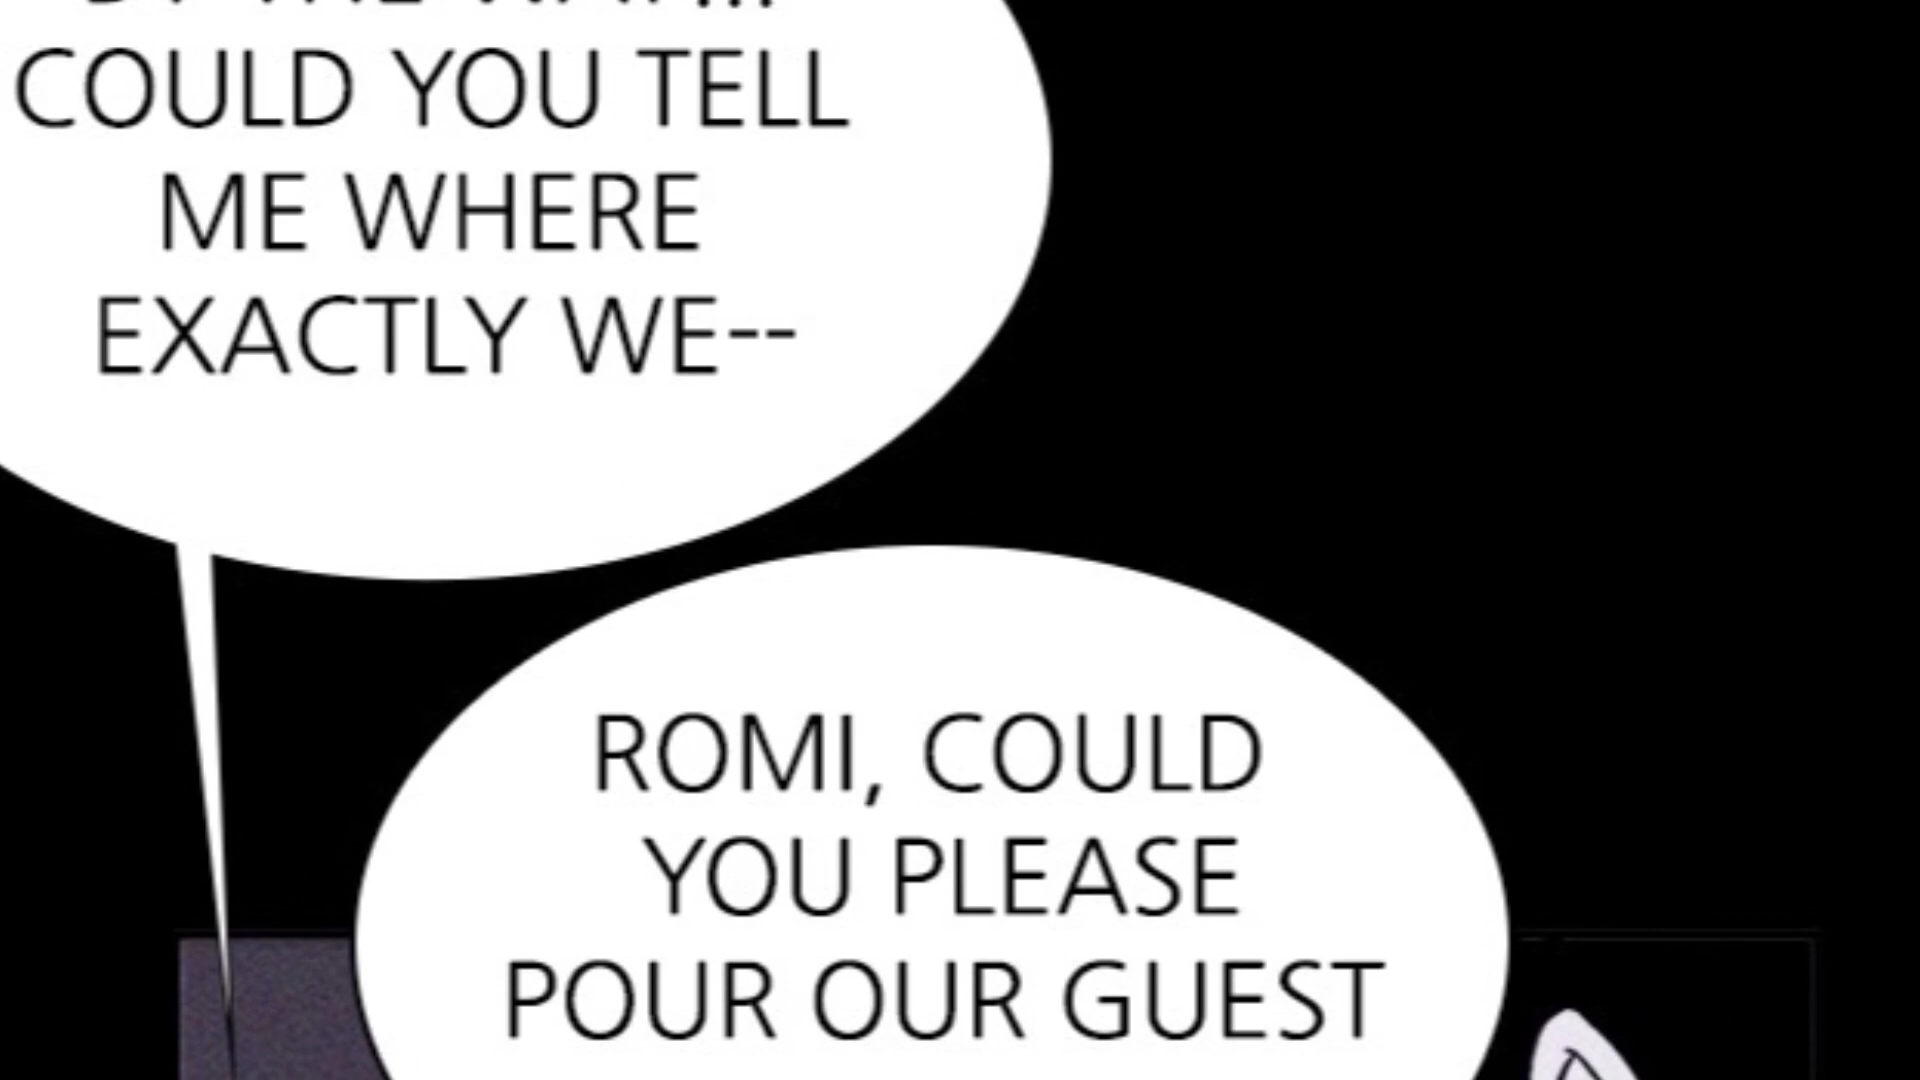 COULD YOU TELL
ME WHERE
EXACTLY WE--
ROMI, COULD
YOU PLEASE
POUR OUR GUEST